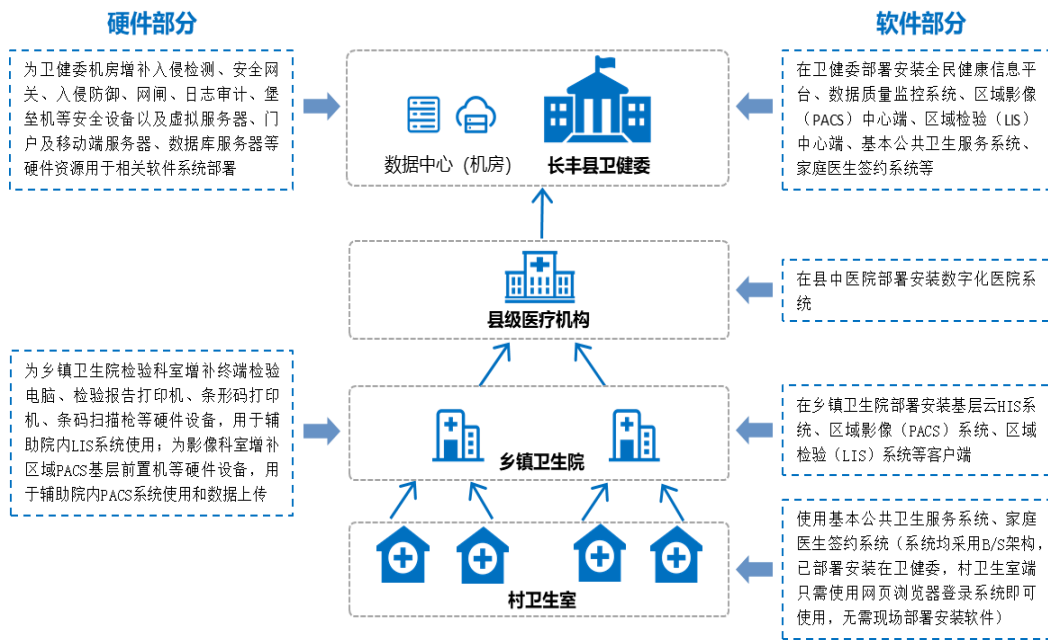 硬件部分
为卫健委机房增补入侵检测、安全网
关、入侵防御、网闸、日志审计、堡
垒机等安全设备以及虚拟服务器、门
户及移动端服务器、数据库服务器等
硬件资源用于相关软件系统部署
数据中心（机房）
长丰县卫健委
软件部分
在卫健委部署安装全民健康信息平
台、数据质量监控系统、区域影像
（PACS）中心端、区域检验（LIS）
中心端、基本公共卫生服务系统、
家庭医生签约系统等
县级医疗机构
在县中医院部署安装数字化医院系
统
为乡镇卫生院检验科室增补终端检验
电脑、检验报告打印机、条形码打印
机、条码扫描枪等硬件设备，用于辅
助院内LIS系统使用；为影像科室增补
区域PACS基层前置机等硬件设备，用
于辅助院内PACS系统使用和数据上传
乡镇卫生院
在乡镇卫生院部署安装基层云HIS系
统、区域影像（PACS）系统、区域
检验（LIS）系统等客户端
村卫生室
使用基本公共卫生服务系统、家庭
医生签约系统（系统均采用B/S架构，
已部署安装在卫健委，村卫生室端
只需使用网页浏览器登录系统即可
使用，无需现场部署安装软件）